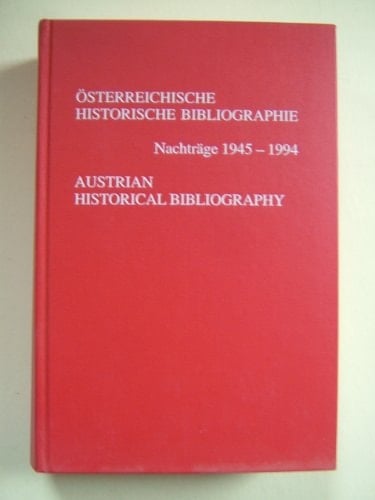 ÖSTERREICHISCHE
HISTORISCHE BIBLIOGRAPHIE
Nachträge 1945 – 1994
AUSTRIAN
HISTORICAL BIBLIOGRAPHY